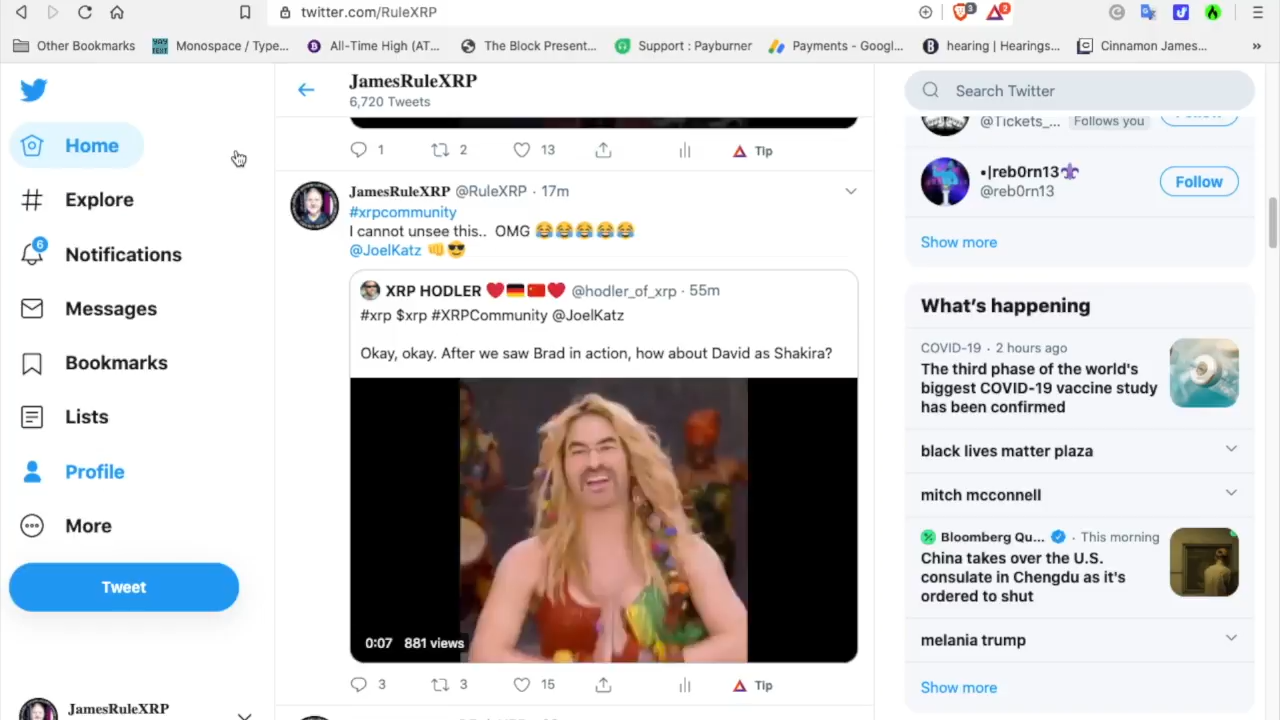 twitter.com/RuleXRP
3
2
Other Bookmarks
YAY TEXT
Monospace / Type...
All-Time High (AT...
The Block Present...
Support : Payburner
Payments - Googl...
hearing | Hearings...
Cinnamon James...
»
Home
Explore
6
Notifications
Messages
Bookmarks
Lists
Profile
More
Tweet
JamesRuleXRP
JamesRuleXRP
6,720 Tweets
1
2
13
Tip
JamesRuleXRP @RuleXRP · 17m
#xrpcommunity
I cannot unsee this.. OMG 😂😂😂😂😂
@JoelKatz 👊😎
XRP HODLER ❤️🇩🇪🇨🇳❤️ @hodler_of_xrp · 55m
#xrp $xrp #XRPCommunity @JoelKatz
Okay, okay. After we saw Brad in action, how about David as Shakira?
0:07 881 views
3
3
15
Tip
Search Twitter
@Tickets_... Follows you
•|reb0rn13⚜
@reb0rn13
Follow
Show more
What's happening
COVID-19 · 2 hours ago
The third phase of the world's
biggest COVID-19 vaccine study
has been confirmed
black lives matter plaza
mitch mcconnell
Bloomberg Qu... · This morning
China takes over the U.S.
consulate in Chengdu as it's
ordered to shut
melania trump
Show more